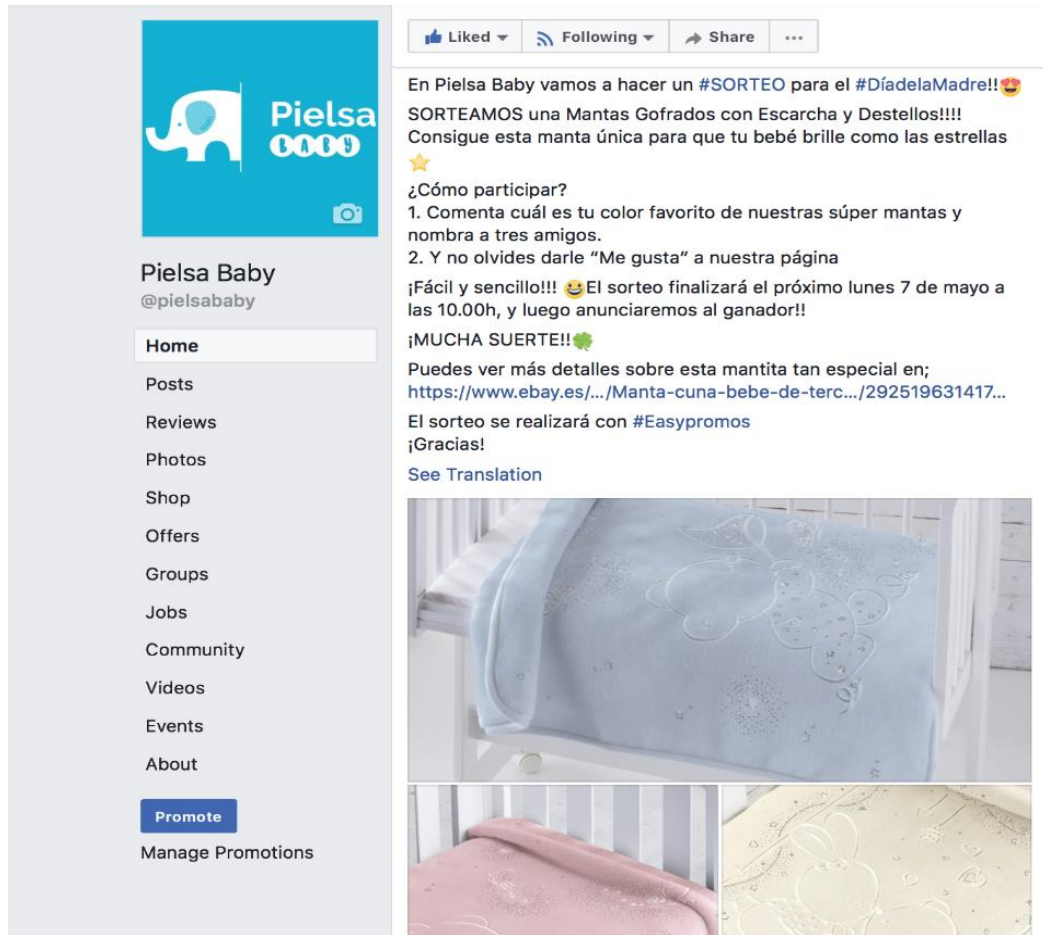 Pielsa
BABY
Pielsa Baby
@pielsababy
Home
Posts
Reviews
Photos
Shop
Offers
Groups
Jobs
Community
Videos
Events
About
Promote
Manage Promotions
Liked
Following
Share
En Pielsa Baby vamos a hacer un #SORTEO para el #DíadelaMadre!!😍
SORTEAMOS una Mantas Gofrados con Escarcha y Destellos!!!!
Consigue esta manta única para que tu bebé brille como las estrellas
⭐
¿Cómo participar?
1. Comenta cuál es tu color favorito de nuestras súper mantas y
nombra a tres amigos.
2. Y no olvides darle “Me gusta” a nuestra página
¡Fácil y sencillo!!! 😀El sorteo finalizará el próximo lunes 7 de mayo a
las 10.00h, y luego anunciaremos al ganador!!
¡MUCHA SUERTE!!🍀
Puedes ver más detalles sobre esta mantita tan especial en;
https://www.ebay.es/.../Manta-cuna-bebe-de-terc.../292519631417...
El sorteo se realizará con #Easypromos
¡Gracias!
See Translation